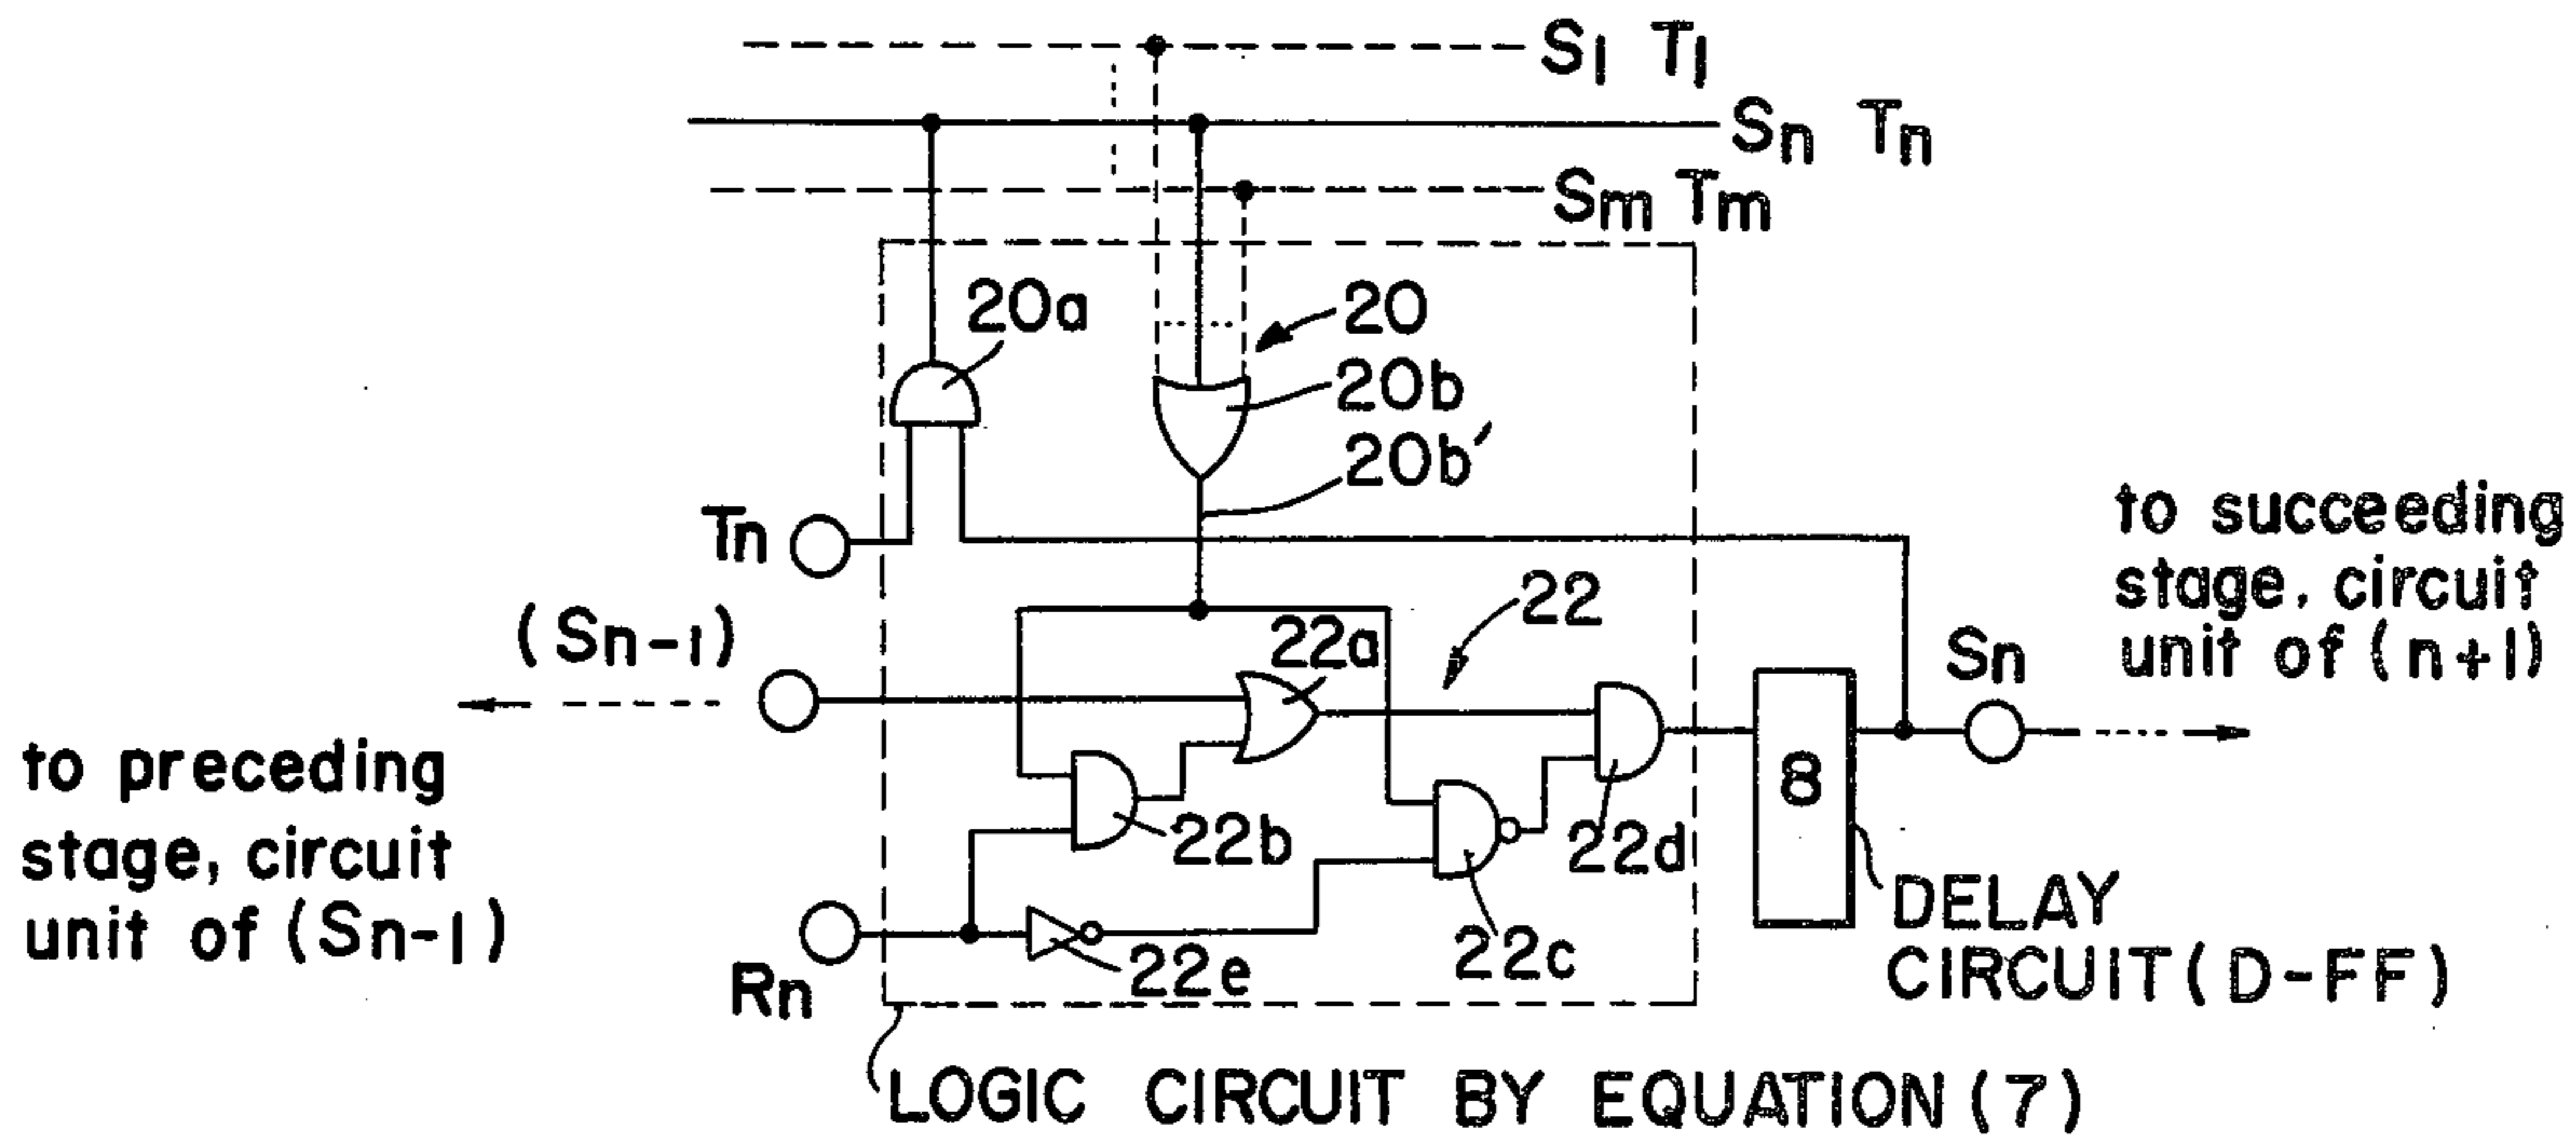 S1 T1
Sn Tn
Sm Tm
20a
20
20b
20b′
Tn
to succeeding
stage, circuit
unit of (n+1)
(Sn-1)
22a
22
Sn
to preceding
stage, circuit
unit of (Sn-1)
8
22b
22d
Rn
22e
22c
DELAY
CIRCUIT(D-FF)
LOGIC CIRCUIT BY EQUATION (7)